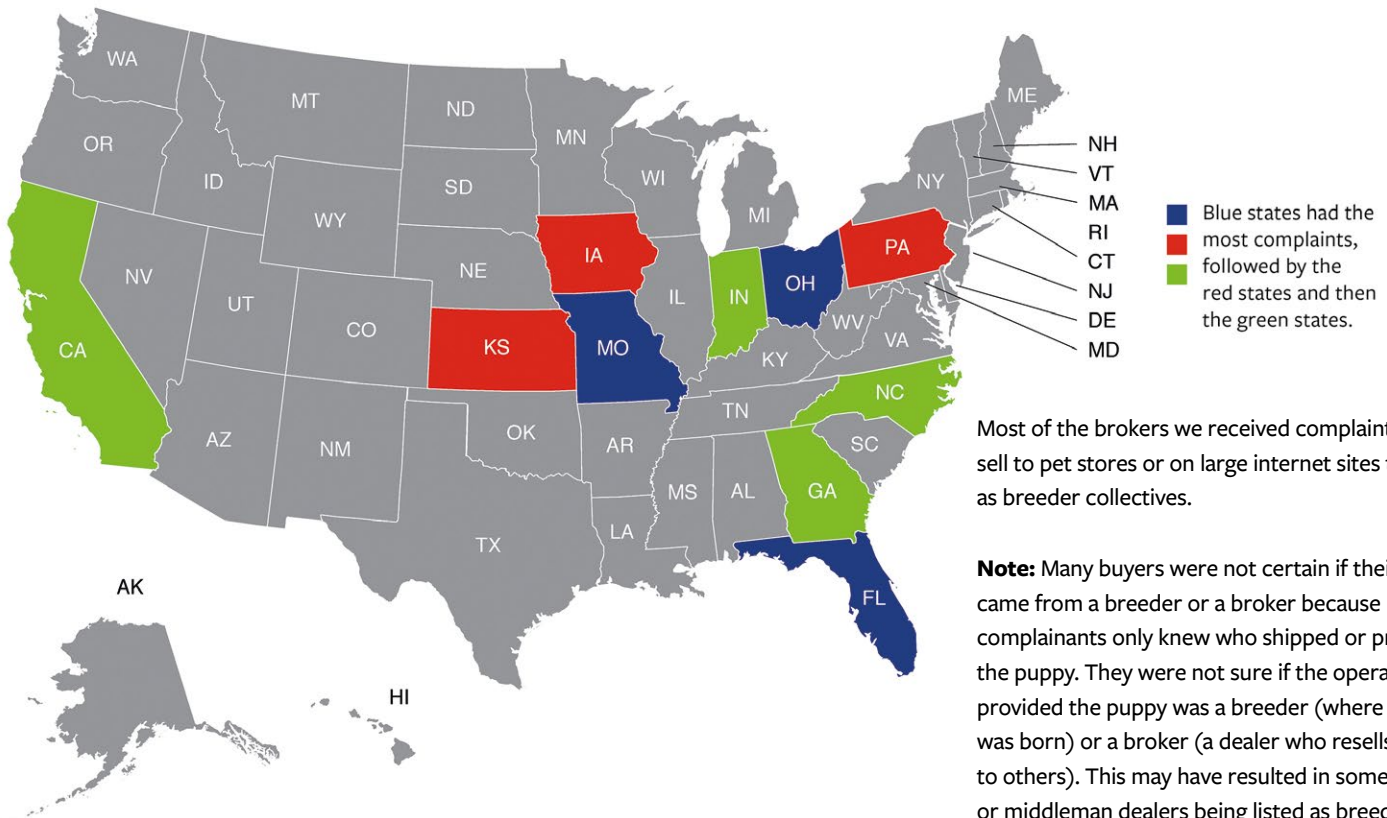 WA
MT
ND
MN
ME
OR
ID
SD
WI
NY
MI
WY
NH
VT
MA
RI
CT
NJ
DE
MD
IA
PA
NE
NV
UT
IL
IN
OH
CO
WV
CA
KS
MO
VA
KY
NC
TN
OK
AZ
NM
AR
SC
MS
AL
GA
LA
TX
FL
AK
HI
Blue states had the
most complaints,
followed by the
red states and then
the green states.
Most of the brokers we received
sell to pet stores or on large internet sites
as breeder collectives.
Note: Many buyers were not certain if
came from a breeder or a broker because
complainants only knew who shipped or
the puppy. They were not sure if the
provided the puppy was a breeder (where
was born) or a broker (a dealer who resells
to others). This may have resulted in some
or middleman dealers being listed as